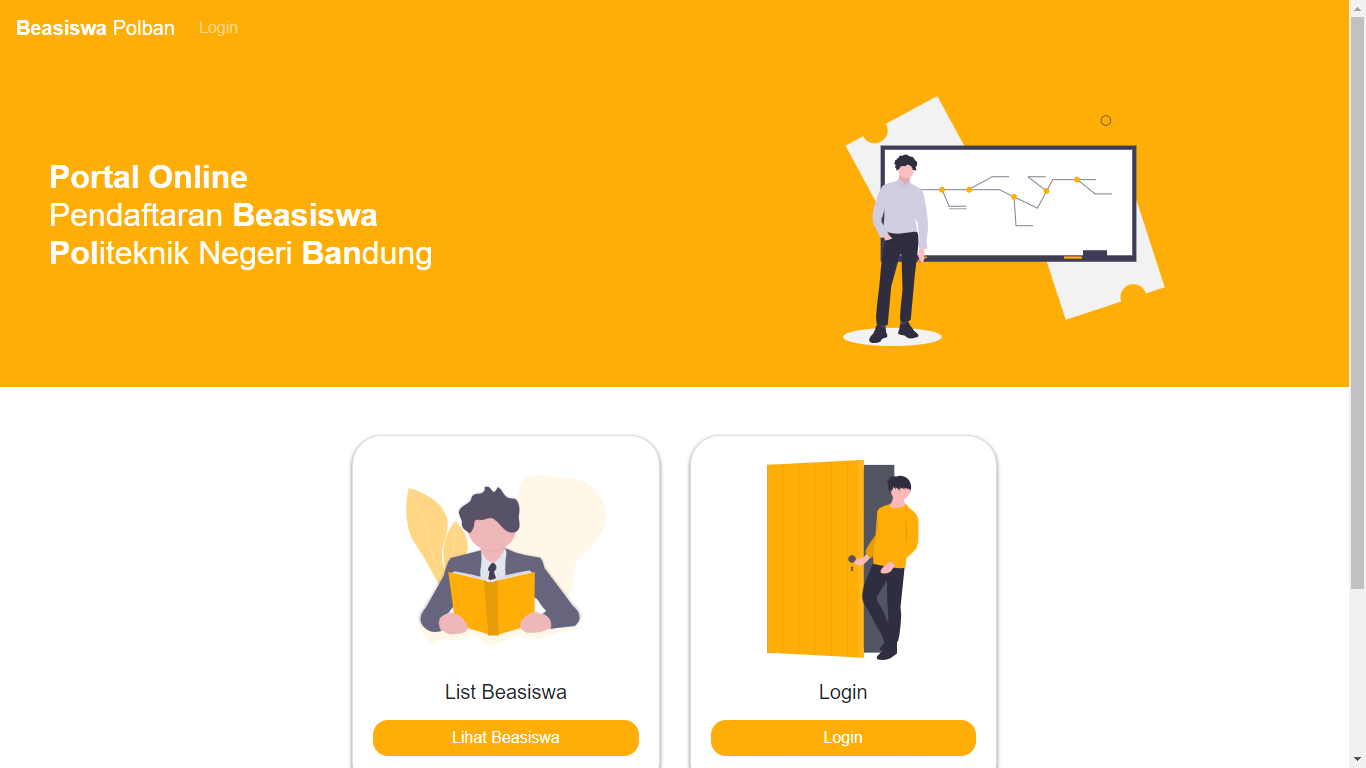 Beasiswa Polban Login
Portal Online
Pendaftaran Beasiswa
Politeknik Negeri Bandung
List Beasiswa
Lihat Beasiswa
Login
Login